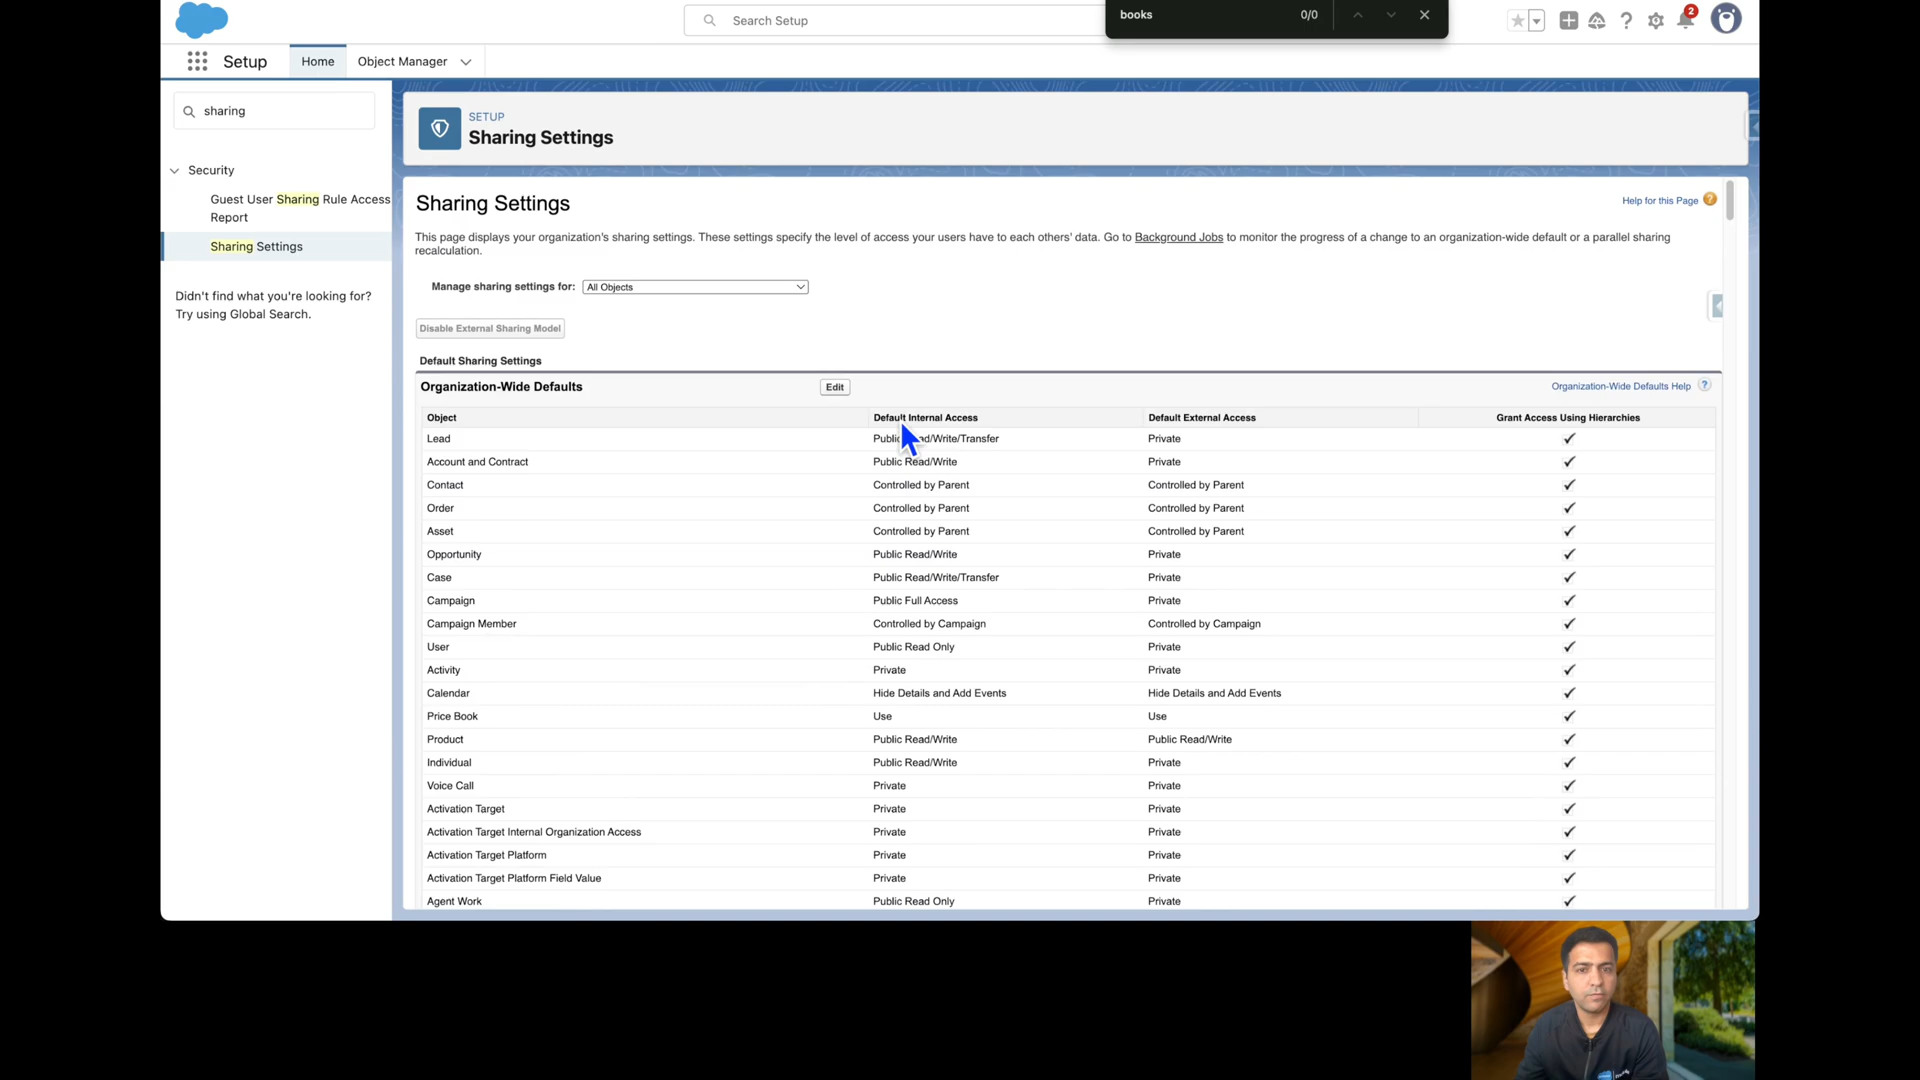 Search Setup
books
0/0
2
Setup
Home
Object Manager
sharing
Security
Guest User Sharing Rule Access
Report
Sharing Settings
Didn't find what you're looking for?
Try using Global Search.
SETUP
Sharing Settings
Sharing Settings
Help for this Page
This page displays your organization's sharing settings. These settings specify the level of access your users have to each others' data. Go to Background Jobs to monitor the progress of a change to an organization-wide default or a parallel sharing
recalculation.
Manage sharing settings for: All Objects
Disable External Sharing Model
Default Sharing Settings
Organization-Wide Defaults Edit Organization-Wide Defaults Help ?
Object Default Internal Access Default External Access Grant Access Using Hierarchies
Lead Public Read/Write/Transfer Private
Account and Contract Public Read/Write Private
Contact Controlled by Parent Controlled by Parent
Order Controlled by Parent Controlled by Parent
Asset Controlled by Parent Controlled by Parent
Opportunity Public Read/Write Private
Case Public Read/Write/Transfer Private
Campaign Public Full Access Private
Campaign Member Controlled by Campaign Controlled by Campaign
User Public Read Only Private
Activity Private Private
Calendar Hide Details and Add Events Hide Details and Add Events
Price Book Use Use
Product Public Read/Write Public Read/Write
Individual Public Read/Write Private
Voice Call Private Private
Activation Target Private Private
Activation Target Internal Organization Access Private Private
Activation Target Platform Private Private
Activation Target Platform Field Value Private Private
Agent Work Public Read Only Private